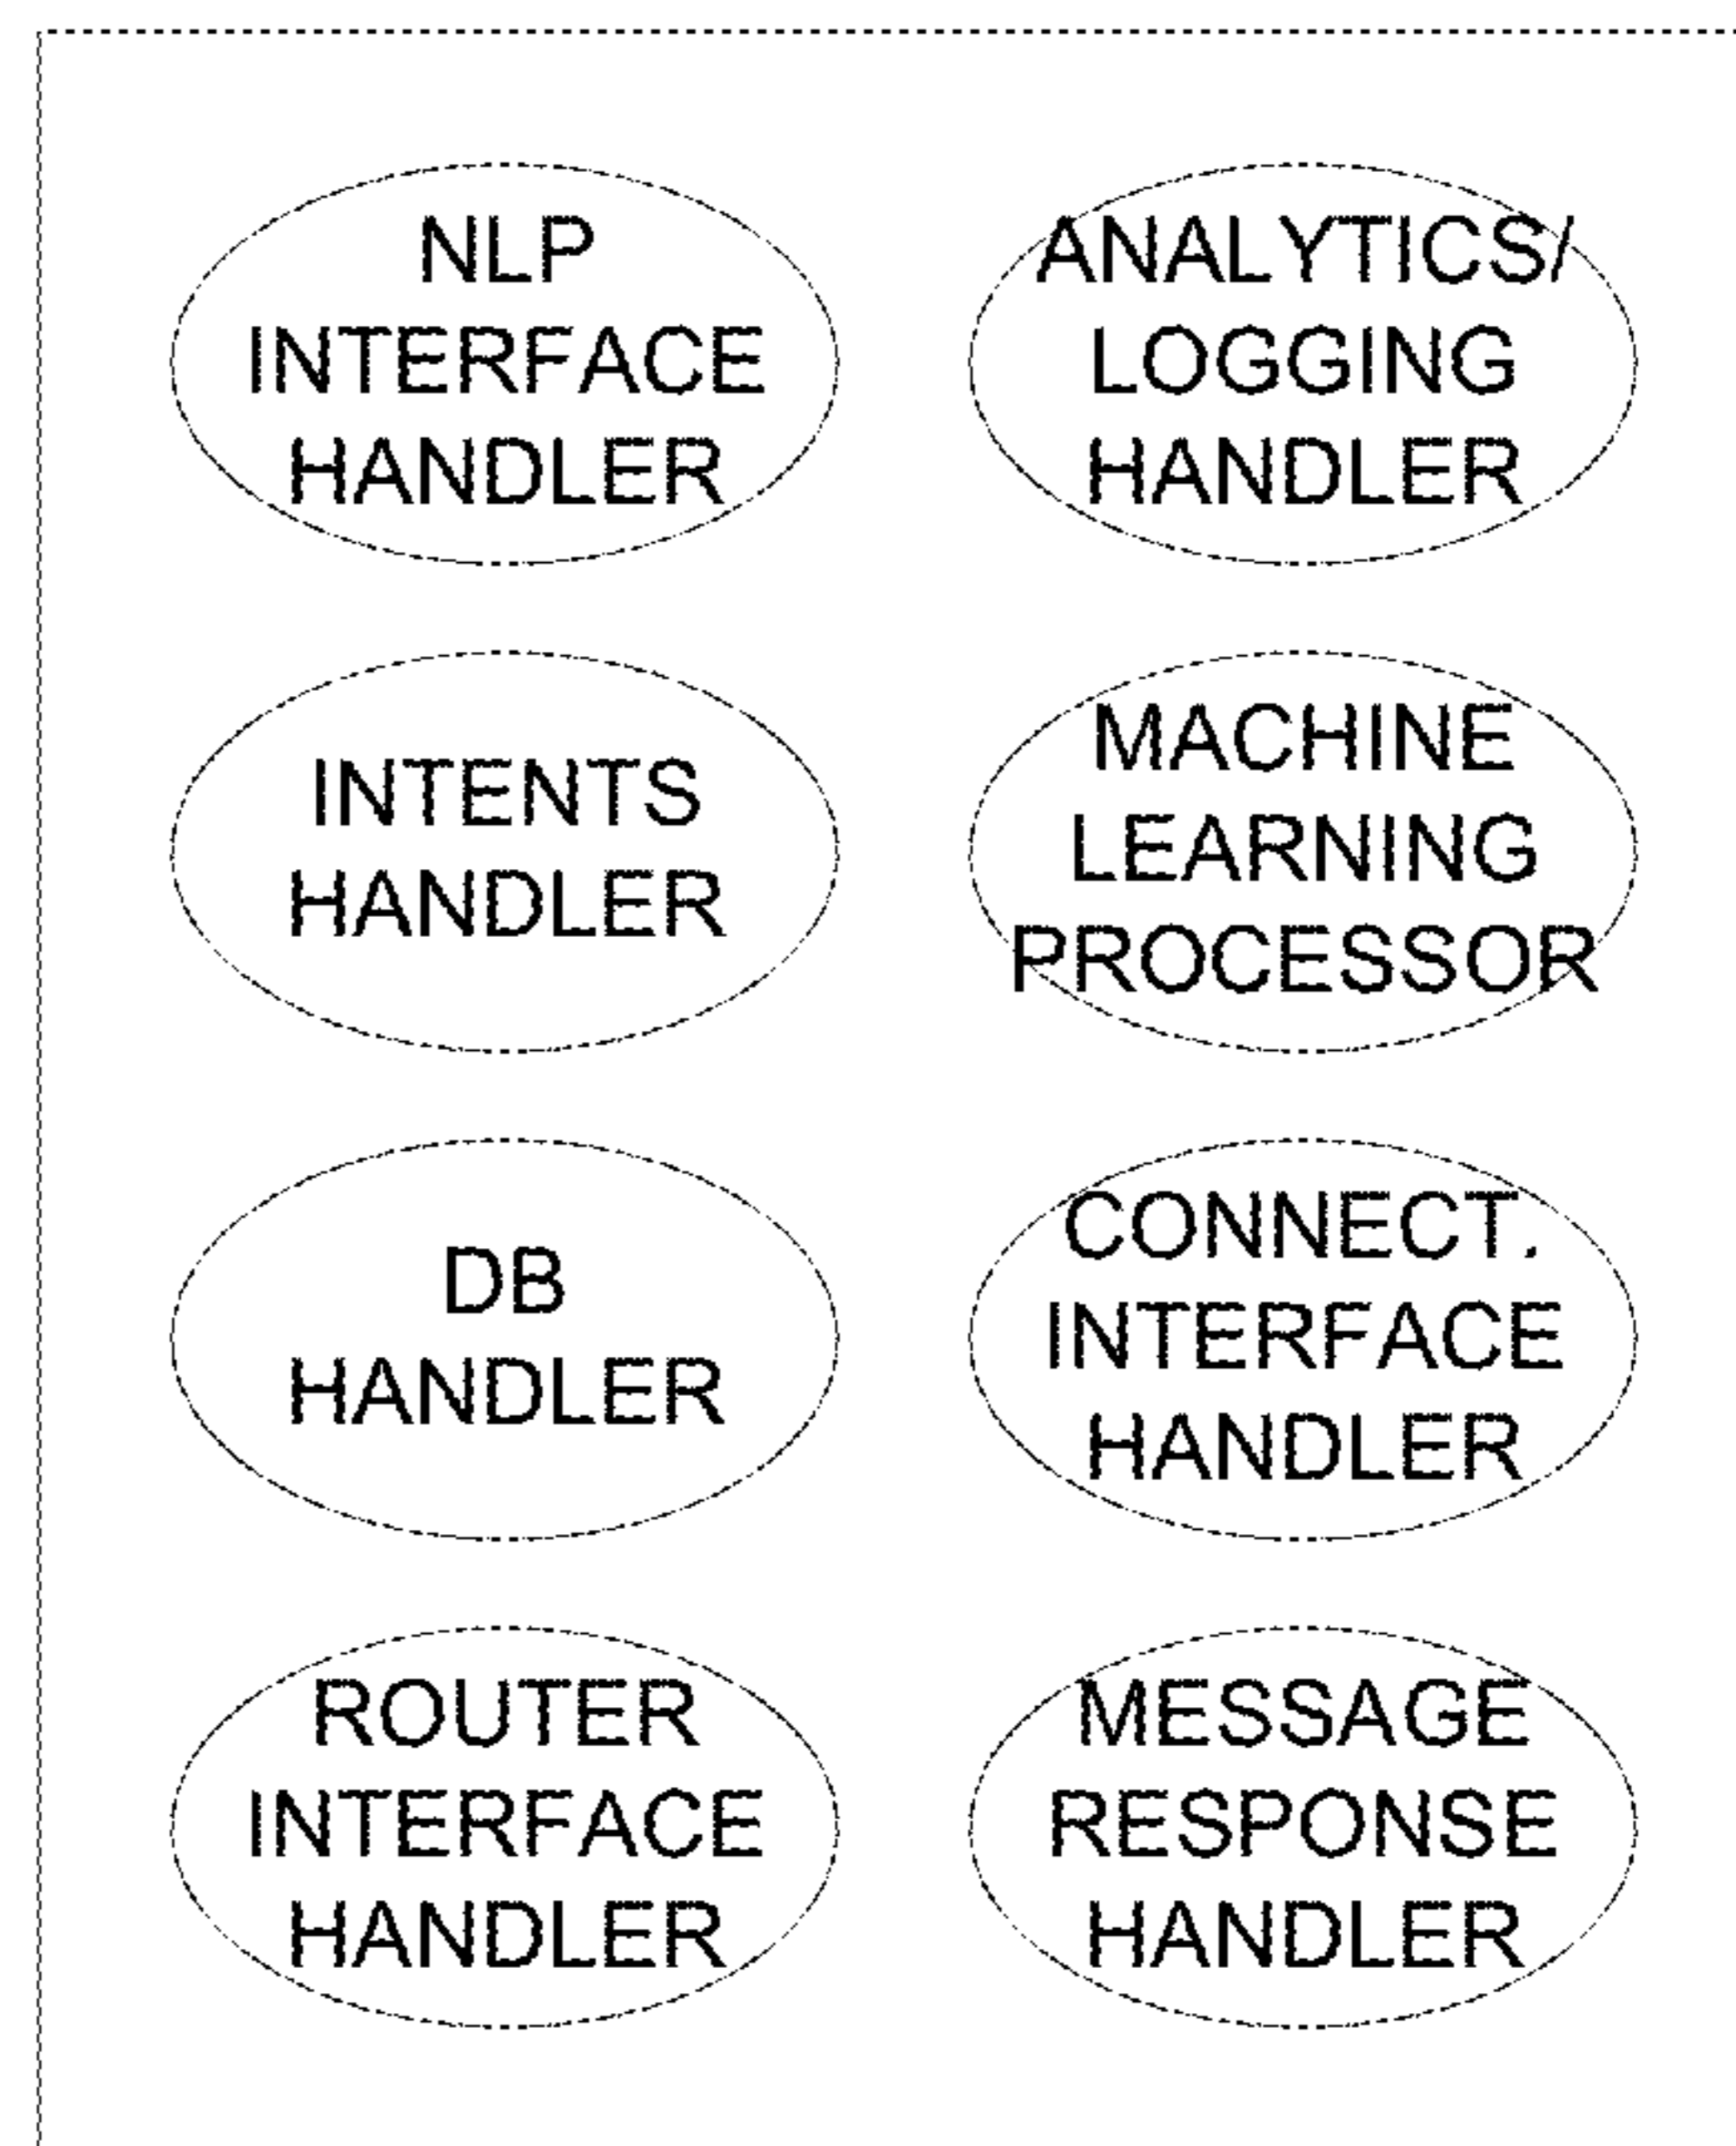 NLP
INTERFACE
HANDLER
ANALYTICS/
LOGGING
HANDLER
INTENTS
HANDLER
MACHINE
LEARNING
PROCESSOR
DB
HANDLER
CONNECT.
INTERFACE
HANDLER
ROUTER
INTERFACE
HANDLER
MESSAGE
RESPONSE
HANDLER